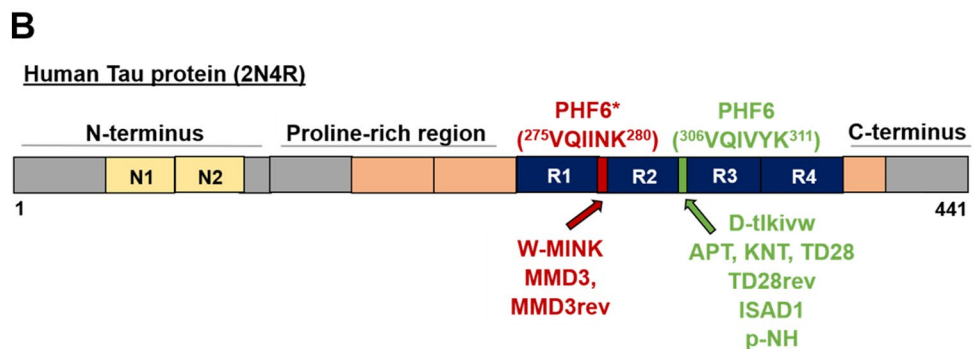 B
Human Tau protein (2N4R)
N-terminus
Proline-rich region
PHF6*
(²⁷⁵VQIINK²⁸⁰)
PHF6
(³⁰⁶VQIVYK³¹¹)
C-terminus
N1
N2
R1
R2
R3
R4
1
441
W-MINK
MMD3,
MMD3rev
D-tlkivw
APT, KNT, TD28
TD28rev
ISAD1
p-NH